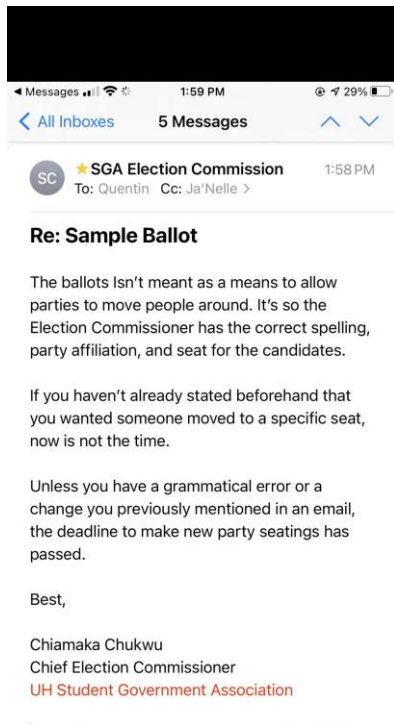 Messages 1:59 PM 29%
All Inboxes 5 Messages
SC
SGA Election Commission 1:58 PM
To: Quentin Cc: Ja'Nelle >
Re: Sample Ballot
The ballots Isn’t meant as a means to allow
parties to move people around. It’s so the
Election Commissioner has the correct spelling,
party affiliation, and seat for the candidates.
If you haven’t already stated beforehand that
you wanted someone moved to a specific seat,
now is not the time.
Unless you have a grammatical error or a
change you previously mentioned in an email,
the deadline to make new party seatings has
passed.
Best,
Chiamaka Chukwu
Chief Election Commissioner
UH Student Government Association